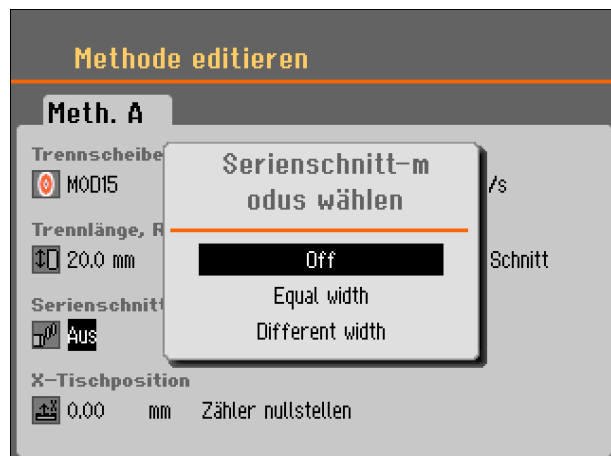 Methode editieren
Meth. A
Trennscheibe
MOD15
/s
Trennlänge, R
20.0 mm
Schnitt
Serienschnitt
Aus
X-Tischposition
0.00 mm Zähler nullstellen
Serienschnitt-m
odus wählen
Off
Equal width
Different width